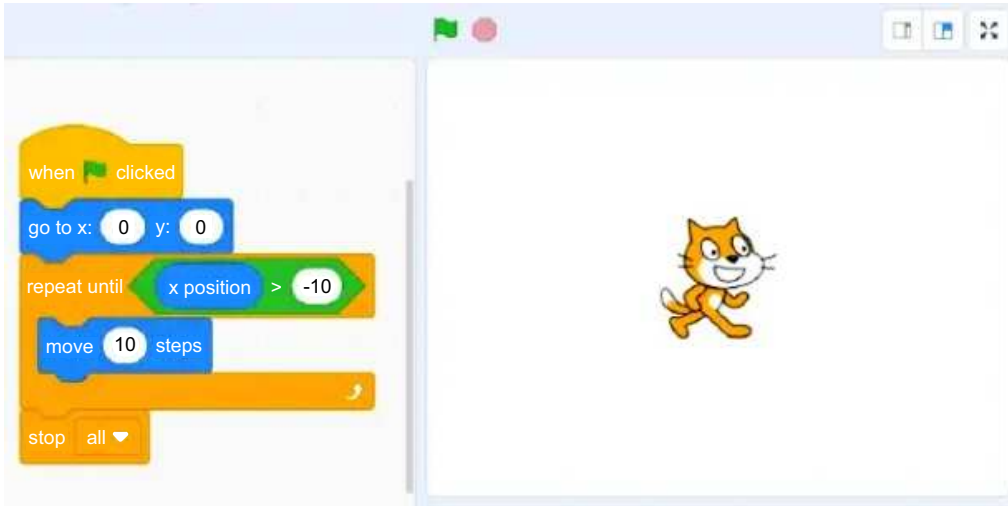 when clicked
go to x: 0 y: 0
repeat until x position > -10
move 10 steps
stop all